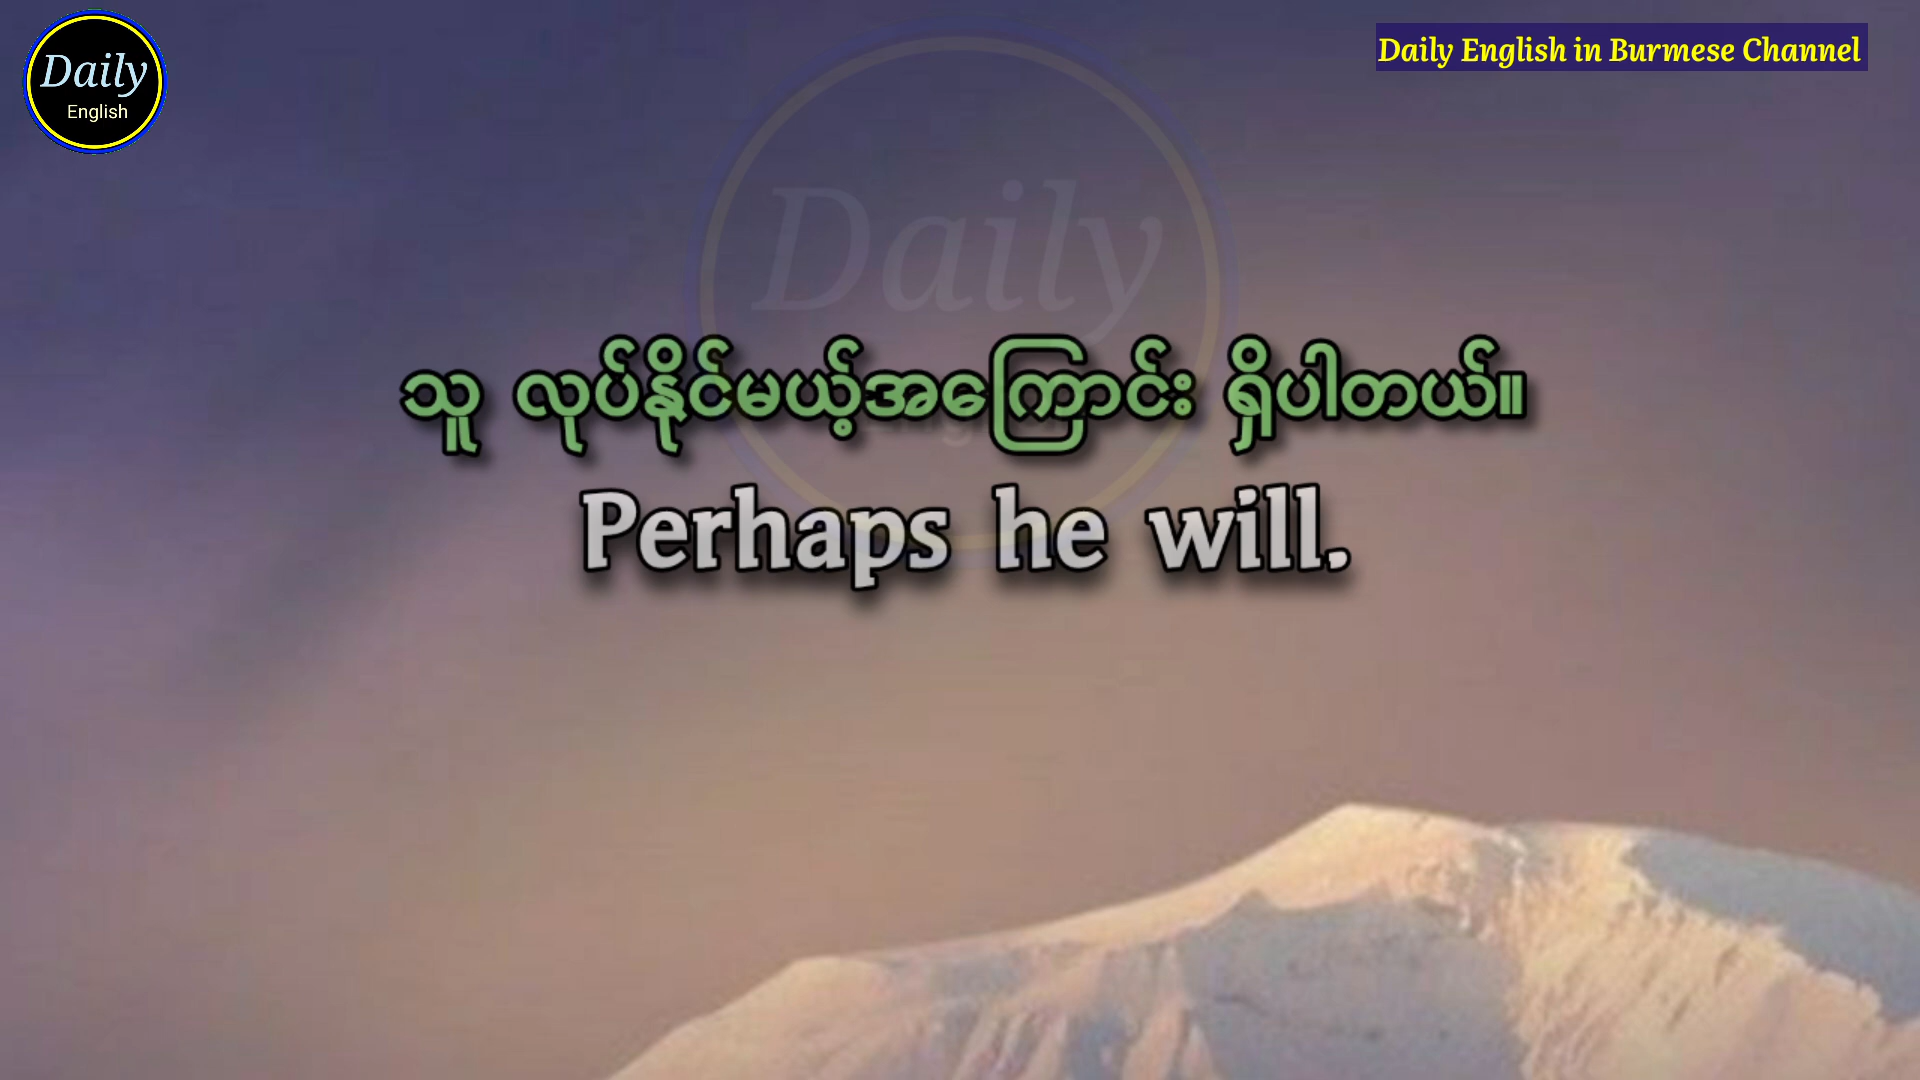 Daily
English
Daily English in Burmese Channel
Daily
သူ လုပ်နိုင်မယ့်အကြောင်း ရှိပါတယ်။
Perhaps he will.